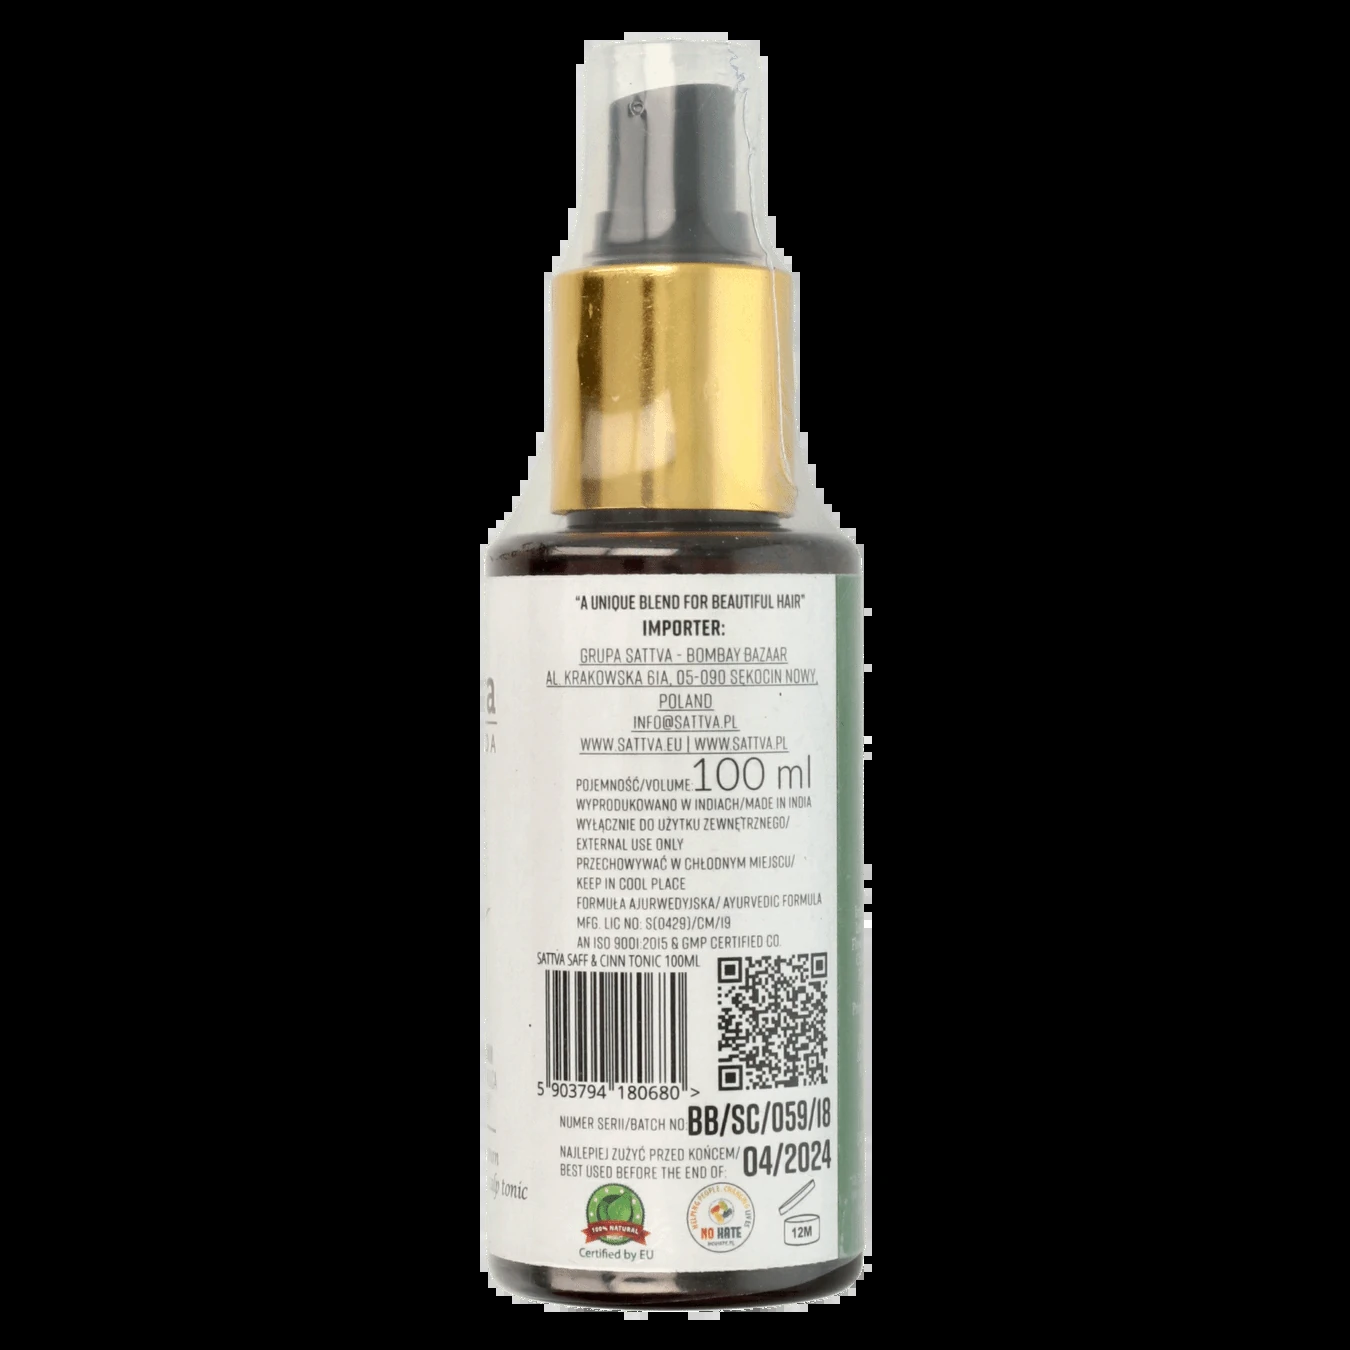 "A UNIQUE BLEND FOR BEAUTIFUL HAIR"
IMPORTER:
GRUPA SATTVA - BOMBAY BAZAAR
AL. KRAKOWSKA 61A, 05-090 SĘKOCIN NOWY,
POLAND
INFO@SATTVA.PL
WWW.SATTVA.EU | WWW.SATTVA.PL
POJEMNOŚĆ/VOLUME:100 ml
WYPRODUKOWANO W INDIACH/MADE IN INDIA
WYŁĄCZNIE DO UŻYTKU ZEWNĘTRZNEGO/
EXTERNAL USE ONLY
PRZECHOWYWAĆ W CHŁODNYM MIEJSCU/
KEEP IN COOL PLACE
FORMUŁA AJURWEDYJSKA/ AYURVEDIC FORMULA
MFG. LIC NO: S(0429)/CM/19
AN ISO 9001:2015 & GMP CERTIFIED CO.
SATTVA SAFF & CINN TONIC 100ML
5 903794 180680 >
NUMER SERII/BATCH NO:BB/SC/059/18
NAJLEPIEJ ZUŻYĆ PRZED KOŃCEM/
BEST USED BEFORE THE END OF: 04/2024
100% NATURAL
Certified by EU
HELPING PEOPLE, CHANGING LIVES
NO HATE
12M
tonic